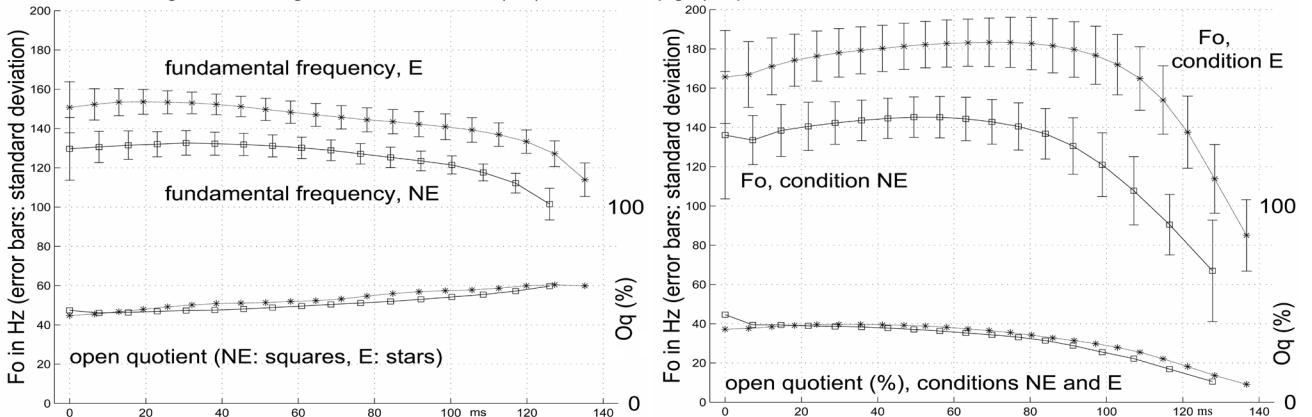 Fo in Hz (error bars: standard deviation)
200
180
160
140
120
100
80
60
40
20
0
fundamental frequency, E
fundamental frequency, NE
open quotient (NE: squares, E: stars)
0 20 40 60 80 100 ms 120 140
100
Oq (%)
0
Fo in Hz (error bars: standard deviation)
200
180
160
140
120
100
80
60
40
20
0
Fo,
condition E
Fo, condition NE
open quotient (%), conditions NE and E
0 20 40 60 80 100 120 ms 140
100
Oq (%)
0